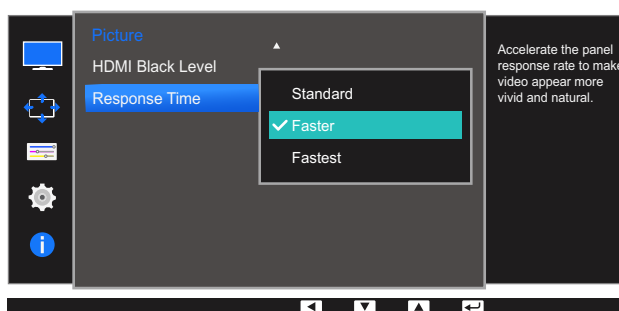 Picture
HDMI Black Level
Response Time
Standard
Faster
Fastest
Accelerate the panel
response rate to make
video appear more
vivid and natural.